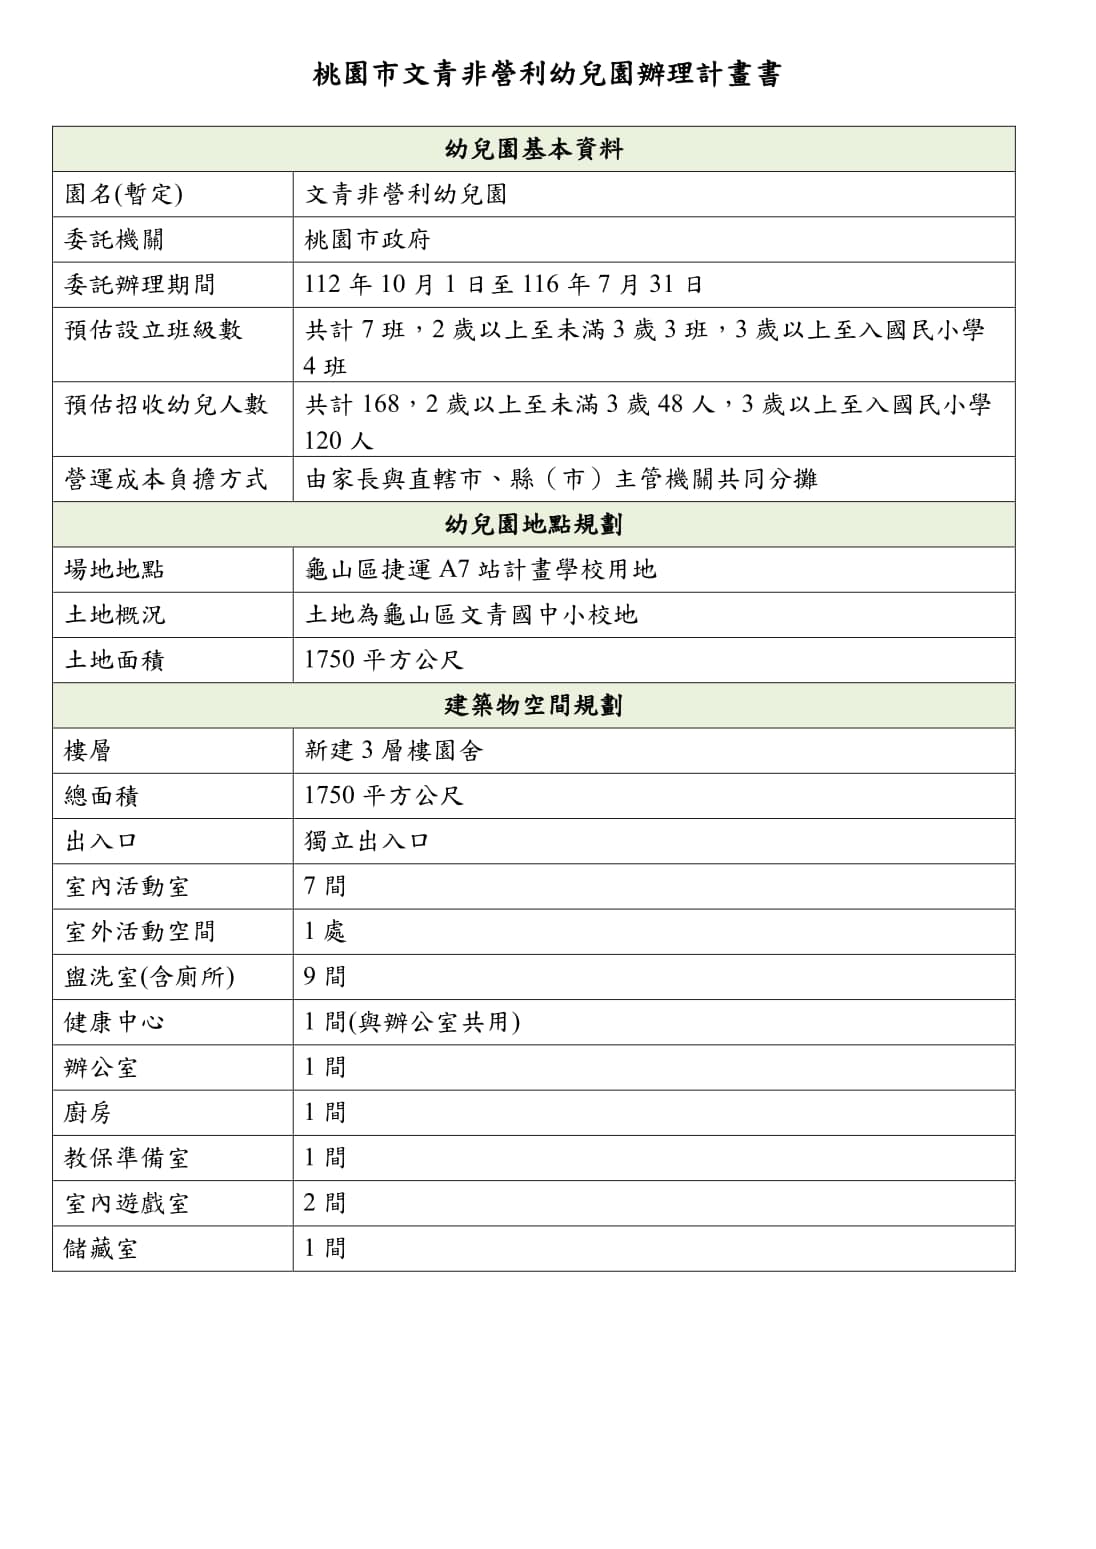 桃園市文青非營利幼兒園辦理計畫書
幼兒園基本資料
園名(暫定) 文青非營利幼兒園
委託機關 桃園市政府
委託辦理期間 112 年 10 月 1 日至 116 年 7 月 31 日
預估設立班級數 共計 7 班，2 歲以上至未滿 3 歲 3 班，3 歲以上至入國民小學
4 班
預估招收幼兒人數 共計 168，2 歲以上至未滿 3 歲 48 人，3 歲以上至入國民小學
120 人
營運成本負擔方式 由家長與直轄市、縣（市）主管機關共同分攤
幼兒園地點規劃
場地地點 龜山區捷運 A7 站計畫學校用地
土地概況 土地為龜山區文青國中小校地
土地面積 1750 平方公尺
建築物空間規劃
樓層 新建 3 層樓園舍
總面積 1750 平方公尺
出入口 獨立出入口
室內活動室 7 間
室外活動空間 1 處
盥洗室(含廁所) 9 間
健康中心 1 間(與辦公室共用)
辦公室 1 間
廚房 1 間
教保準備室 1 間
室內遊戲室 2 間
儲藏室 1 間